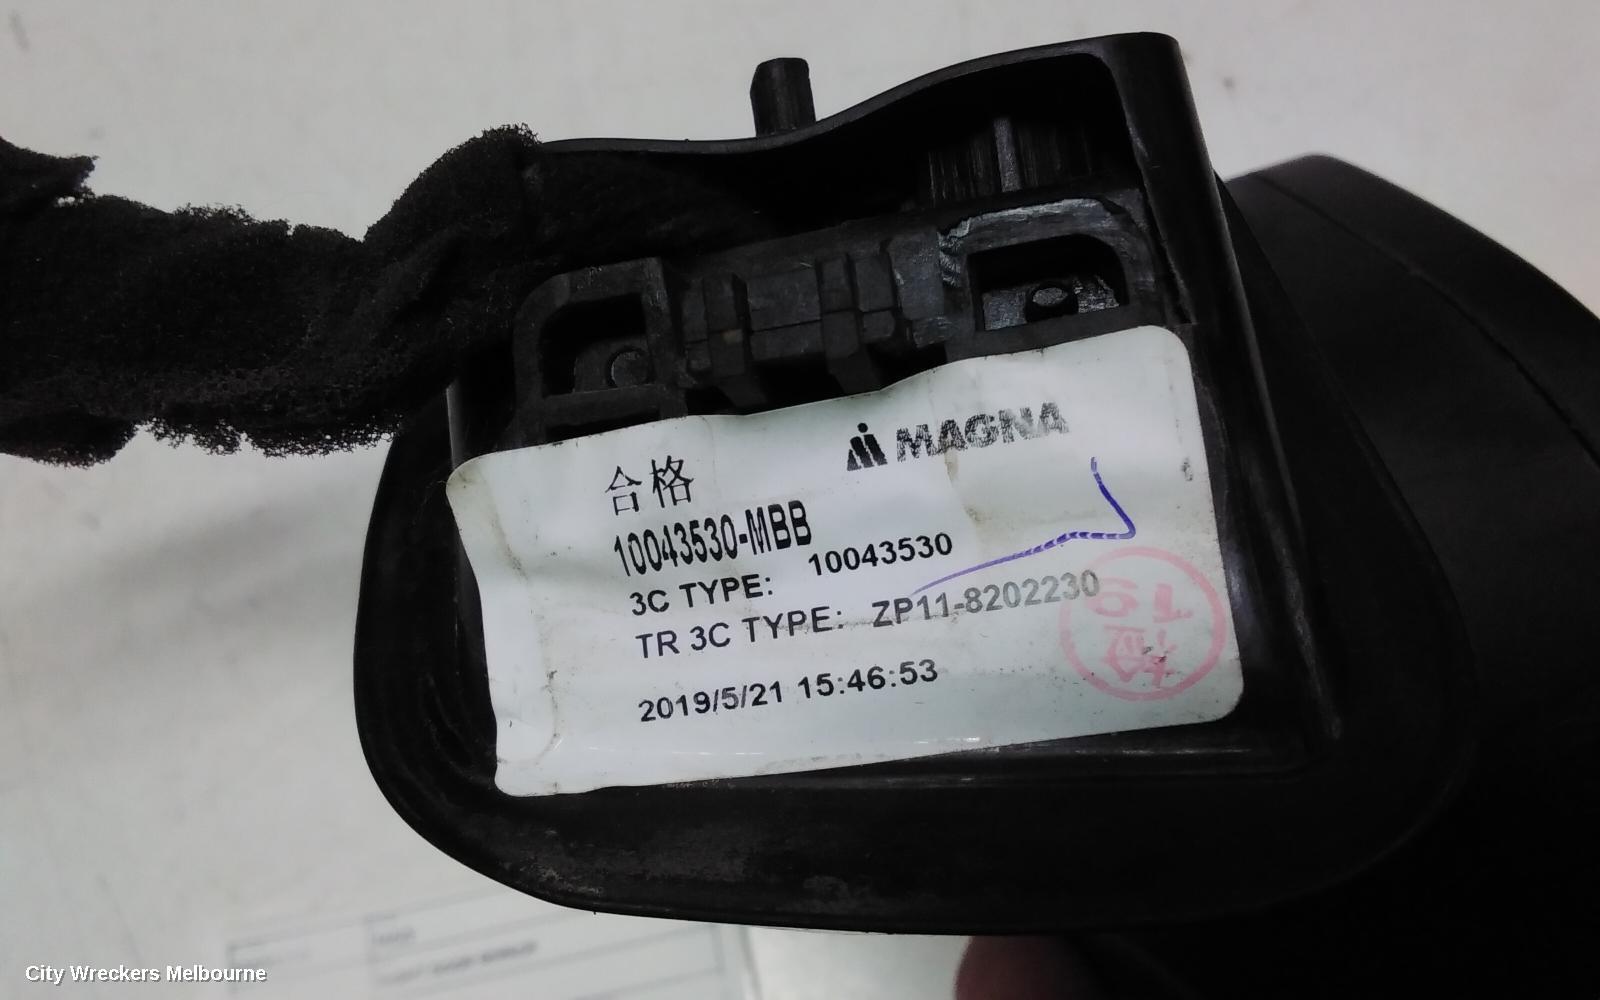 MAGNA
合格
10043530-MBB
3C TYPE: 10043530
TR 3C TYPE: ZP11-8202230
2019/5/21 15:46:53
City Wreckers Melbourne